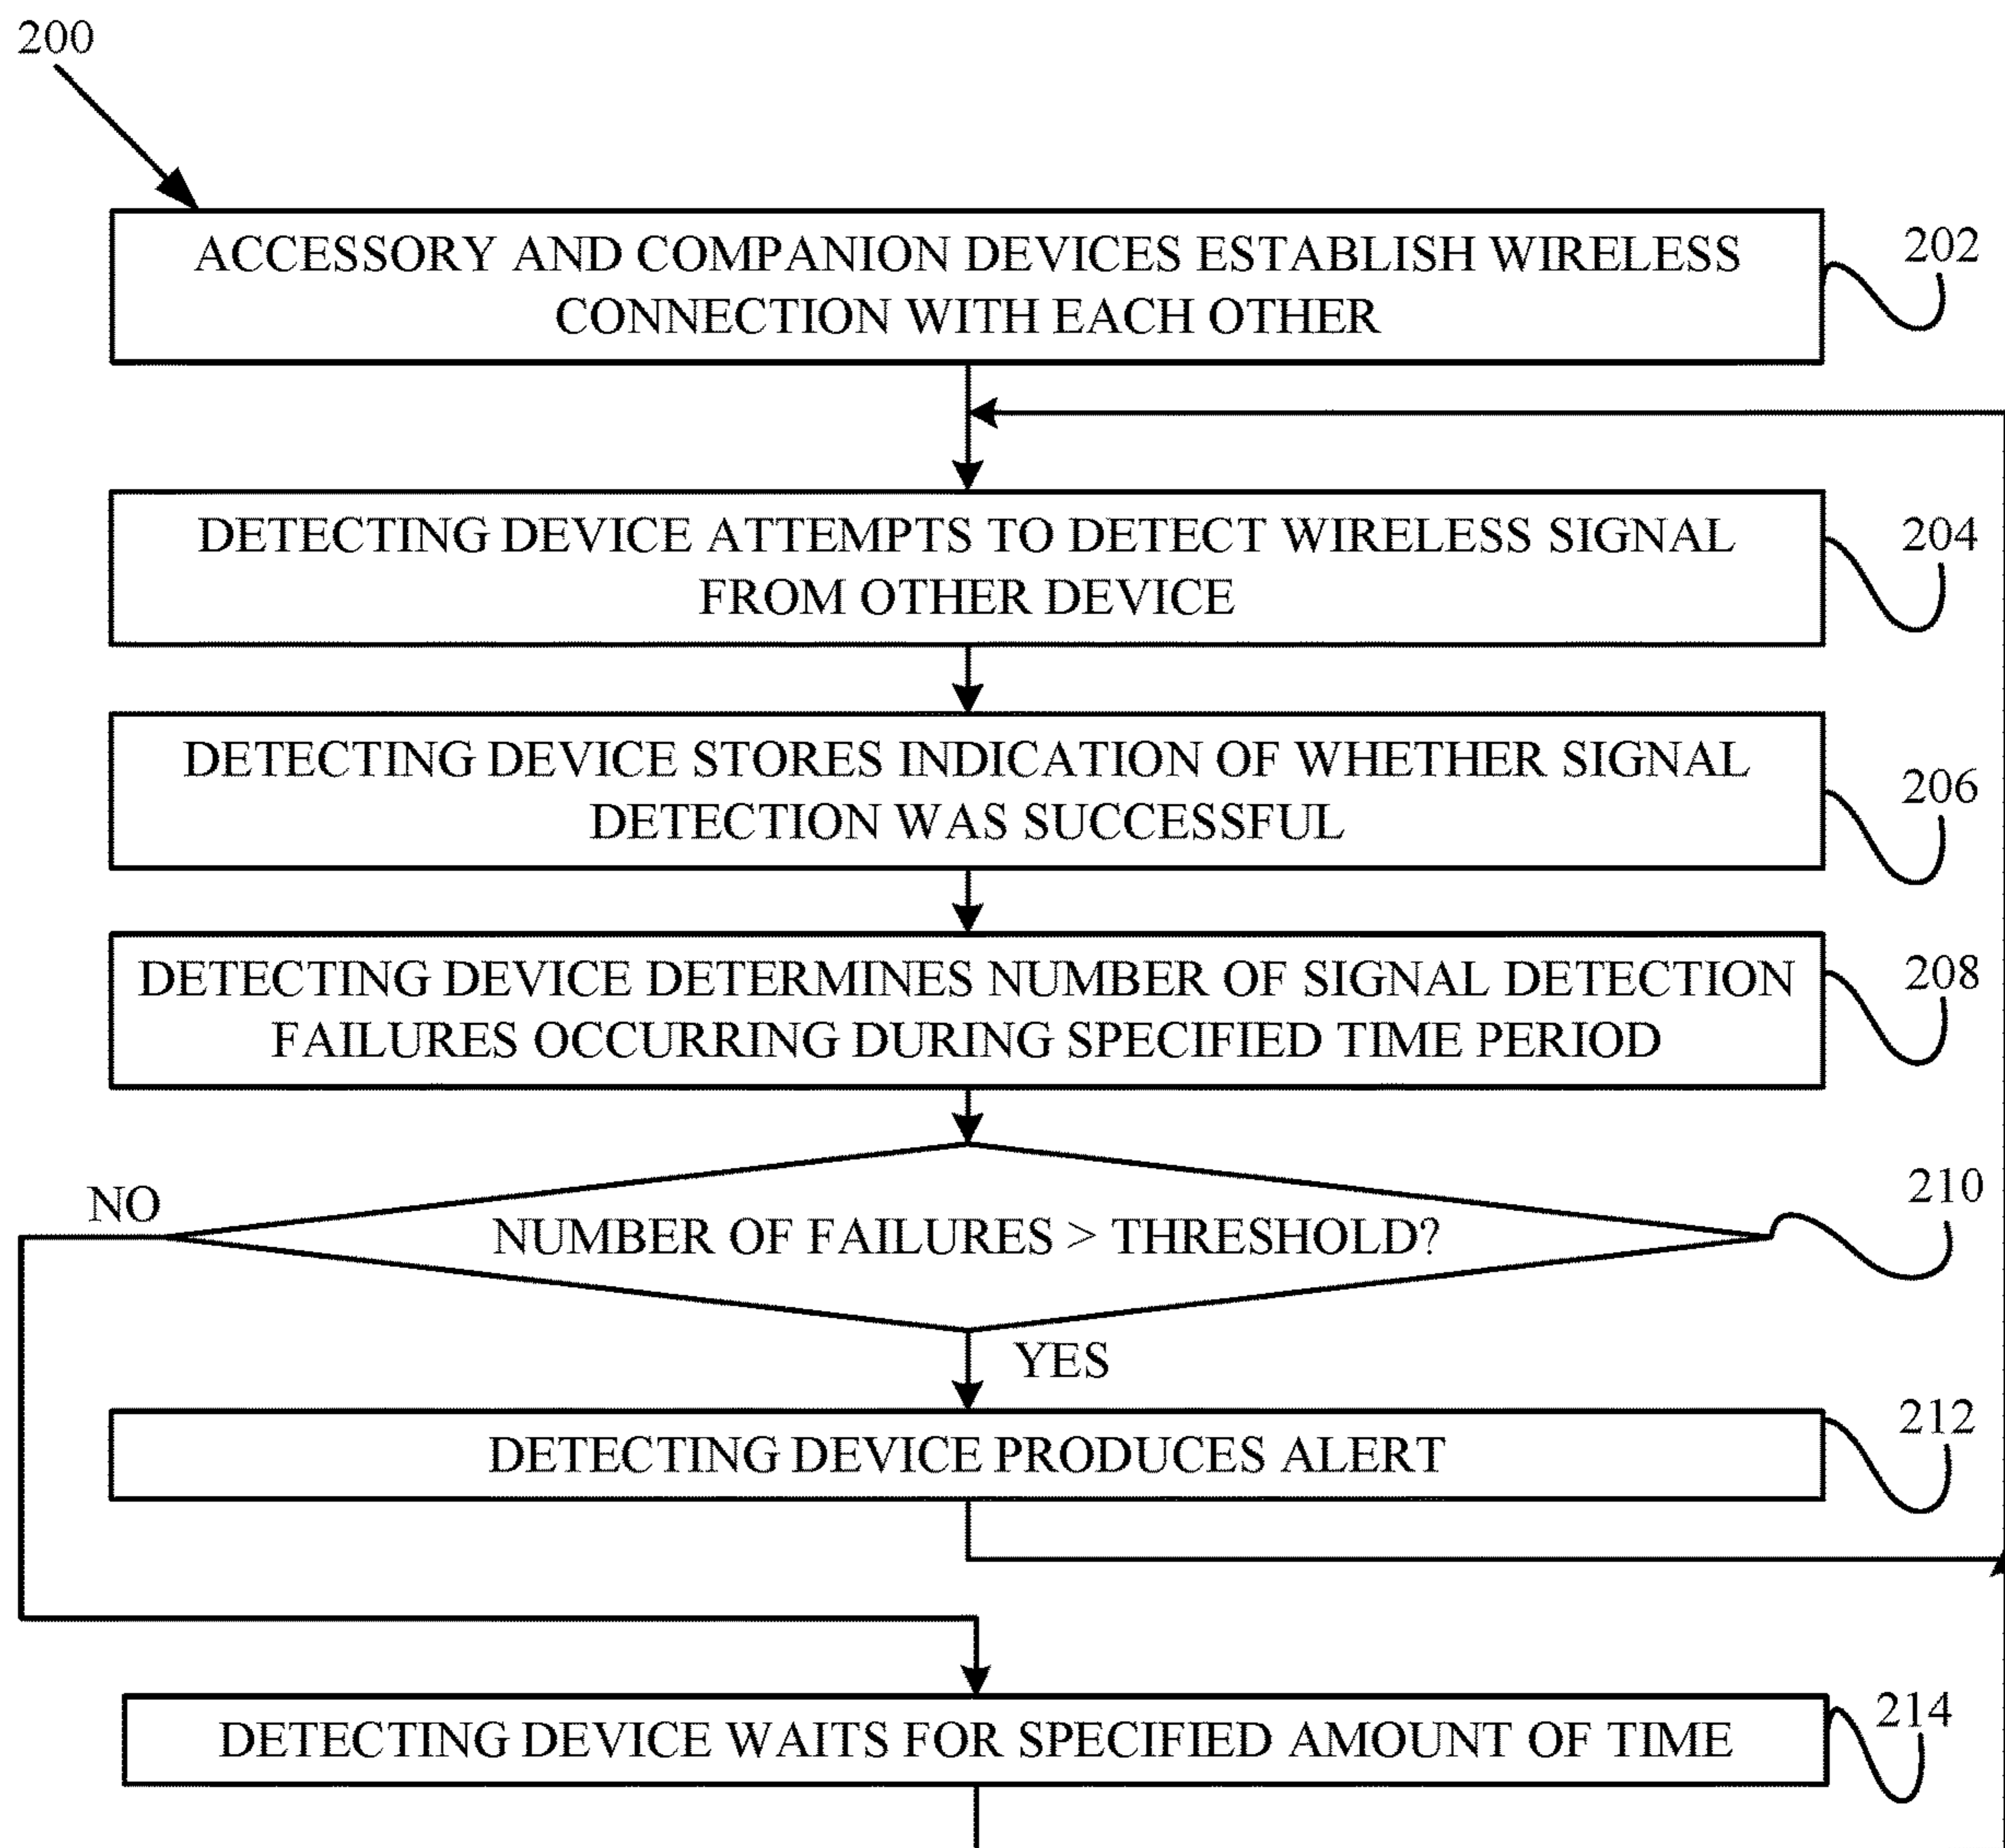 200
ACCESSORY AND COMPANION DEVICES ESTABLISH WIRELESS
CONNECTION WITH EACH OTHER
202
DETECTING DEVICE ATTEMPTS TO DETECT WIRELESS SIGNAL
FROM OTHER DEVICE
204
DETECTING DEVICE STORES INDICATION OF WHETHER SIGNAL
DETECTION WAS SUCCESSFUL
206
DETECTING DEVICE DETERMINES NUMBER OF SIGNAL DETECTION
FAILURES OCCURRING DURING SPECIFIED TIME PERIOD
208
NO
NUMBER OF FAILURES > THRESHOLD?
210
YES
DETECTING DEVICE PRODUCES ALERT
212
DETECTING DEVICE WAITS FOR SPECIFIED AMOUNT OF TIME
214